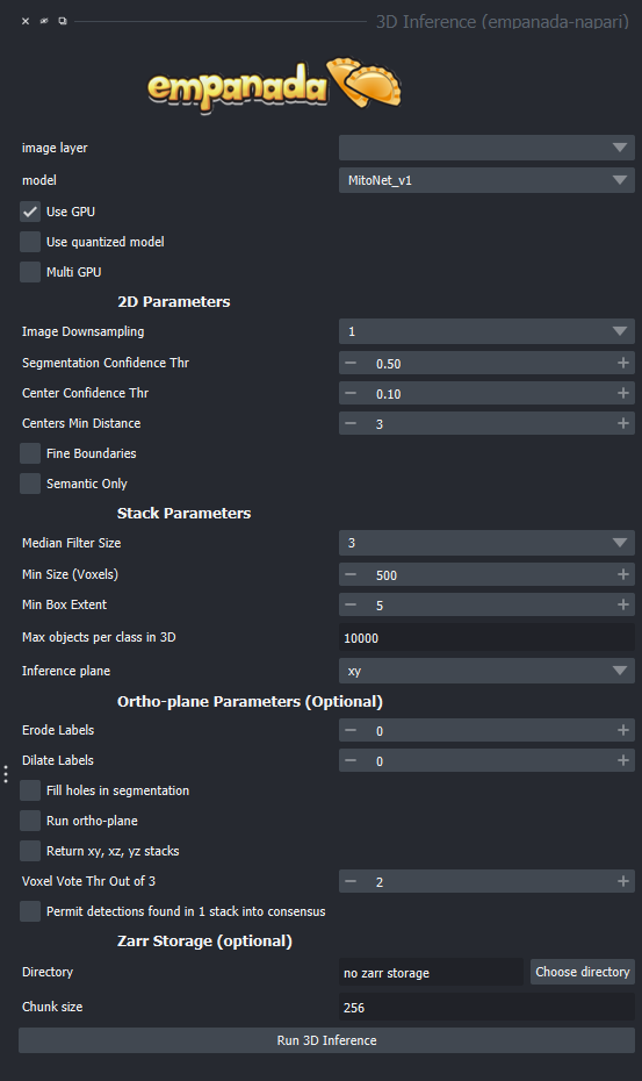 3D Inference (empanada-napari)
empanada
image layer
model MitoNet_v1
Use GPU
Use quantized model
Multi GPU
2D Parameters
Image Downsampling 1
Segmentation Confidence Thr 0.50
Center Confidence Thr 0.10
Centers Min Distance 3
Fine Boundaries
Semantic Only
Stack Parameters
Median Filter Size 3
Min Size (Voxels) 500
Min Box Extent 5
Max objects per class in 3D 10000
Inference plane xy
Ortho-plane Parameters (Optional)
Erode Labels 0
Dilate Labels 0
Fill holes in segmentation
Run ortho-plane
Return xy, xz, yz stacks
Voxel Vote Thr Out of 3 2
Permit detections found in 1 stack into consensus
Zarr Storage (optional)
Directory no zarr storage Choose directory
Chunk size 256
Run 3D Inference